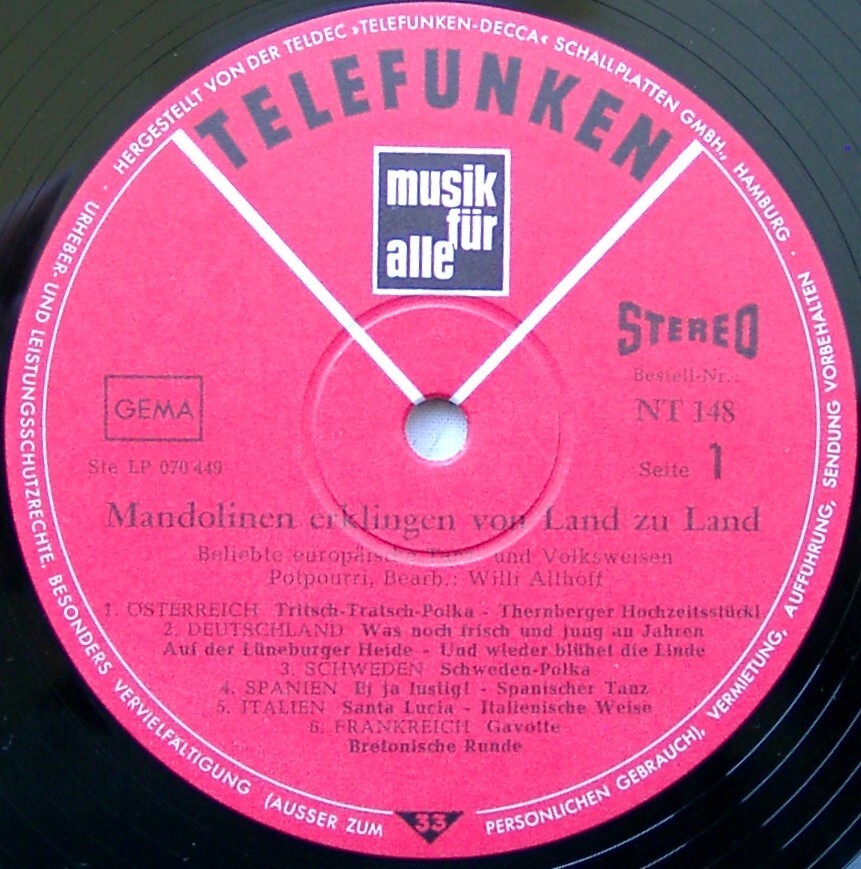 HERGESTELLT VON DER TELDEC »TELEFUNKEN-DECCA« SCHALLPLATTEN GMBH., HAMBURG ·
URHEBER- UND LEISTUNGSSCHUTZRECHTE, BESONDERS VERVIELFÄLTIGUNG (AUSSER ZUM PERSÖNLICHEN GEBRAUCH), VERMIETUNG, AUFFÜHRUNG, SENDUNG VORBEHALTEN ·
TELEFUNKEN
musik
für
alle
STEREO
Bestell-Nr.:
GEMA
NT 148
Ste LP 070 449
Seite 1
Mandolinen erklingen von Land zu Land
Beliebte europäische Tanz- und Volksweisen
Potpourri, Bearb.: Willi Althoff
1. ÖSTERREICH Tritsch-Tratsch-Polka - Thernberger Hochzeitsstückl
2. DEUTSCHLAND Was noch frisch und jung an Jahren
Auf der Lüneburger Heide - Und wieder blühet die Linde
3. SCHWEDEN Schweden-Polka
4. SPANIEN Ej ja lustig! - Spanischer Tanz
5. ITALIEN Santa Lucia - Italienische Weise
6. FRANKREICH Gavotte
Bretonische Runde
33